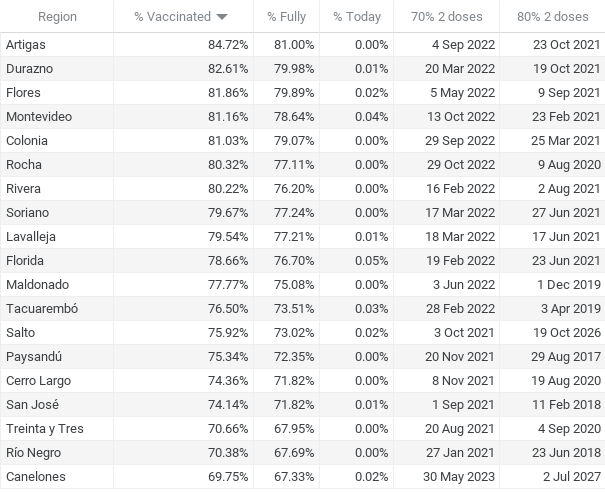 Region % Vaccinated % Fully % Today 70% 2 doses 80% 2 doses
Artigas 84.72% 81.00% 0.00% 4 Sep 2022 23 Oct 2021
Durazno 82.61% 79.98% 0.01% 20 Mar 2022 19 Oct 2021
Flores 81.86% 79.89% 0.02% 5 May 2022 9 Sep 2021
Montevideo 81.16% 78.64% 0.04% 13 Oct 2022 23 Feb 2021
Colonia 81.03% 79.07% 0.00% 29 Sep 2022 25 Mar 2021
Rocha 80.32% 77.11% 0.00% 29 Oct 2022 9 Aug 2020
Rivera 80.22% 76.20% 0.00% 16 Feb 2022 2 Aug 2021
Soriano 79.67% 77.24% 0.00% 17 Mar 2022 27 Jun 2021
Lavalleja 79.54% 77.21% 0.01% 18 Mar 2022 17 Jun 2021
Florida 78.66% 76.70% 0.05% 19 Feb 2022 23 Jun 2021
Maldonado 77.77% 75.08% 0.00% 3 Jun 2022 1 Dec 2019
Tacuarembó 76.50% 73.51% 0.03% 28 Feb 2022 3 Apr 2019
Salto 75.92% 73.02% 0.02% 3 Oct 2021 19 Oct 2026
Paysandú 75.34% 72.35% 0.00% 20 Nov 2021 29 Aug 2017
Cerro Largo 74.36% 71.82% 0.00% 8 Nov 2021 19 Aug 2020
San José 74.14% 71.82% 0.01% 1 Sep 2021 11 Feb 2018
Treinta y Tres 70.66% 67.95% 0.00% 20 Aug 2021 4 Sep 2020
Río Negro 70.38% 67.69% 0.00% 27 Jan 2021 23 Jun 2018
Canelones 69.75% 67.33% 0.02% 30 May 2023 2 Jul 2027